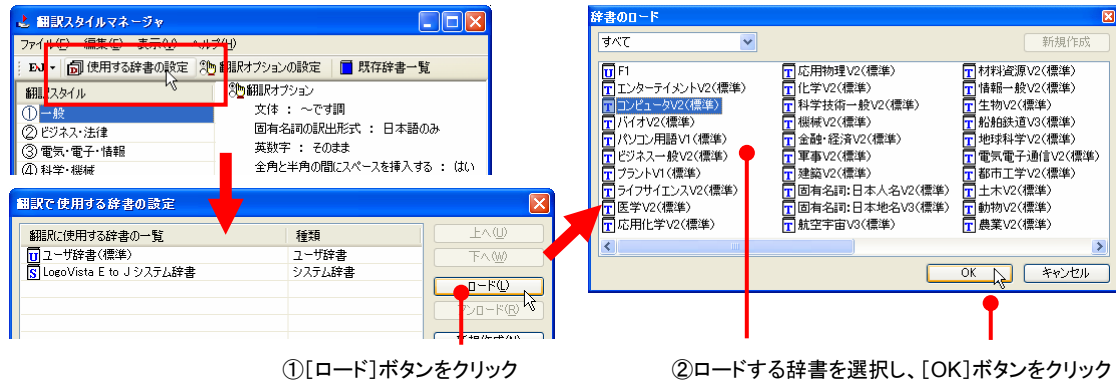 翻訳スタイルマネージャ
ファイル(F) 編集(E) 表示(V) ヘルプ(H)
EXJ 使用する辞書の設定 翻訳オプションの設定 既存辞書一覧
翻訳スタイル
① 一般
② ビジネス・法律
③ 電気・電子・情報
④ 科学・機械
翻訳オプション
文体 : ～です調
固有名詞の訳出形式 : 日本語のみ
英数字 : そのまま
全角と半角の間にスペースを挿入する : はい
翻訳で使用する辞書の設定
翻訳に使用する辞書の一覧 種類
U ユーザ辞書(標準) ユーザ辞書
S LogoVista E to J システム辞書 システム辞書
上へ(U)
下へ(W)
ロード(L)
アンロード(R)
新規作成(N)
①[ロード]ボタンをクリック
辞書のロード
すべて 新規作成
U F1
T エンターテイメントV2(標準)
T コンピュータV2(標準)
T バイオV2(標準)
T パソコン用語V1(標準)
T ビジネス一般V2(標準)
T プラントV1(標準)
T ライフサイエンスV2(標準)
T 医学V2(標準)
T 応用化学V2(標準)
T 応用物理V2(標準)
T 化学V2(標準)
T 科学技術一般V2(標準)
T 機械V2(標準)
T 金融・経済V2(標準)
T 軍事V2(標準)
T 建築V2(標準)
T 固有名詞:日本人名V2(標準)
T 固有名詞:日本地名V3(標準)
T 航空宇宙V3(標準)
T 材料資源V2(標準)
T 情報一般V2(標準)
T 生物V2(標準)
T 船舶鉄道V3(標準)
T 地球科学V2(標準)
T 電気電子通信V2(標準)
T 都市工学V2(標準)
T 土木V2(標準)
T 動物V2(標準)
T 農業V2(標準)
OK キャンセル
②ロードする辞書を選択し、[OK]ボタンをクリック